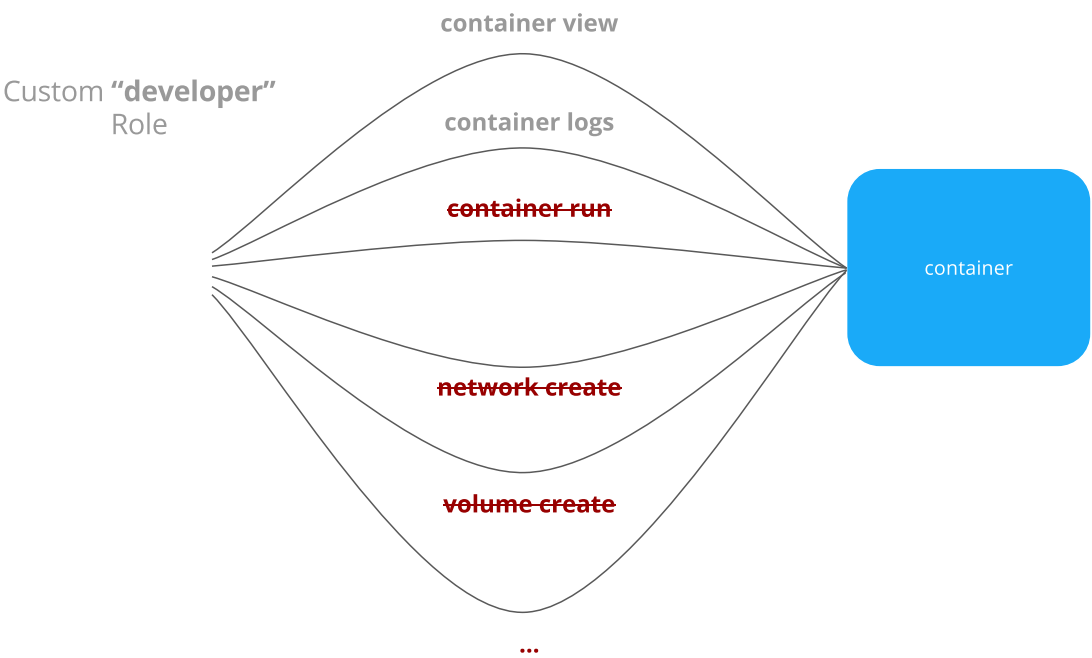 container view
Custom “developer”
Role
container logs
container run
container
network create
volume create
...